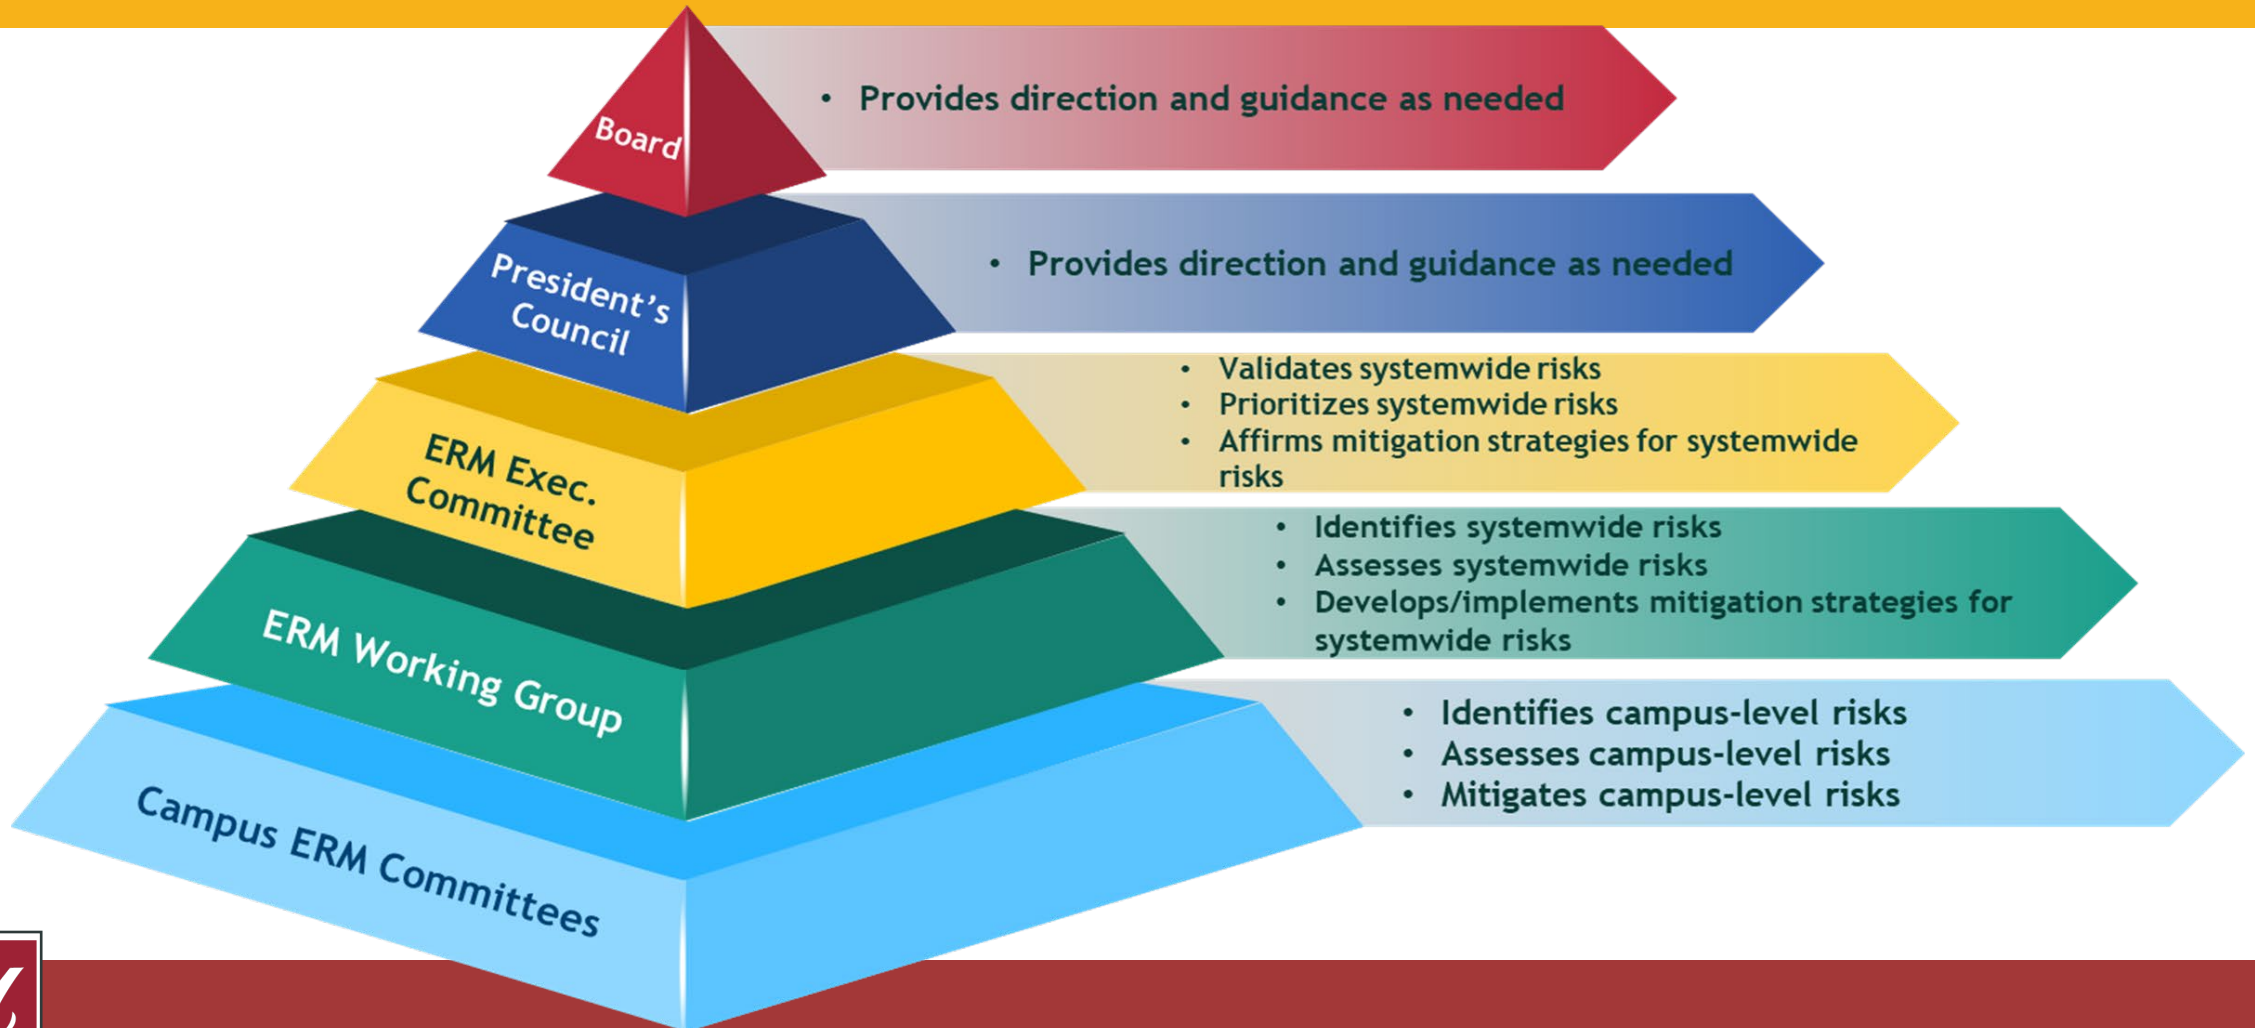 Board
• Provides direction and guidance as needed
President’s
Council
• Provides direction and guidance as needed
ERM Exec.
Committee
• Validates systemwide risks
• Prioritizes systemwide risks
• Affirms mitigation strategies for systemwide
risks
ERM Working Group
• Identifies systemwide risks
• Assesses systemwide risks
• Develops/implements mitigation strategies for
systemwide risks
Campus ERM Committees
• Identifies campus-level risks
• Assesses campus-level risks
• Mitigates campus-level risks